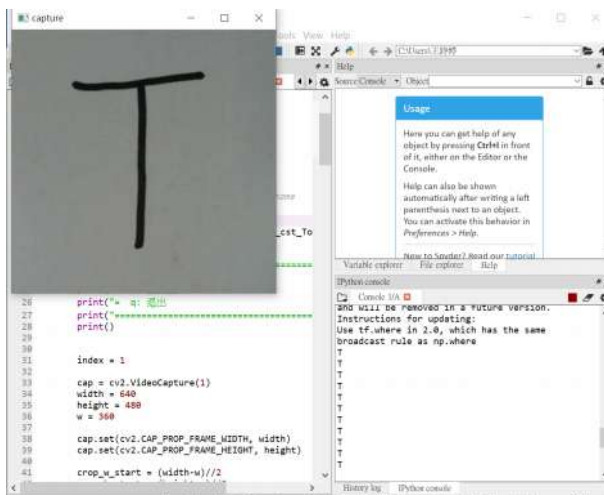 capture
T
View Help
C:\Users\王婷婷
Help
Source Console Object
Usage
Here you can get help of any
object by pressing Ctrl+I in front
of it, either on the Editor or the
Console.
Help can also be shown
automatically after writing a left
parenthesis next to an object.
You can activate this behavior in
Preferences > Help.
New to Spyder? Read our tutorial
Variable explorer File explorer Help
_cst_To
26 print("= q: 退出
27 print("=====================================
28 print()
29
30
31 index = 1
32
33 cap = cv2.VideoCapture(1)
34 width = 640
35 height = 480
36 w = 360
37
38 cap.set(cv2.CAP_PROP_FRAME_WIDTH, width)
39 cap.set(cv2.CAP_PROP_FRAME_HEIGHT, height)
40
41 crop_w_start = (width-w)//2
IPython console
Console 1/A
and will be removed in a future version.
Instructions for updating:
Use tf.where in 2.0, which has the same
broadcast rule as np.where
T
T
T
T
T
T
T
T
T
T
T
History log IPython console